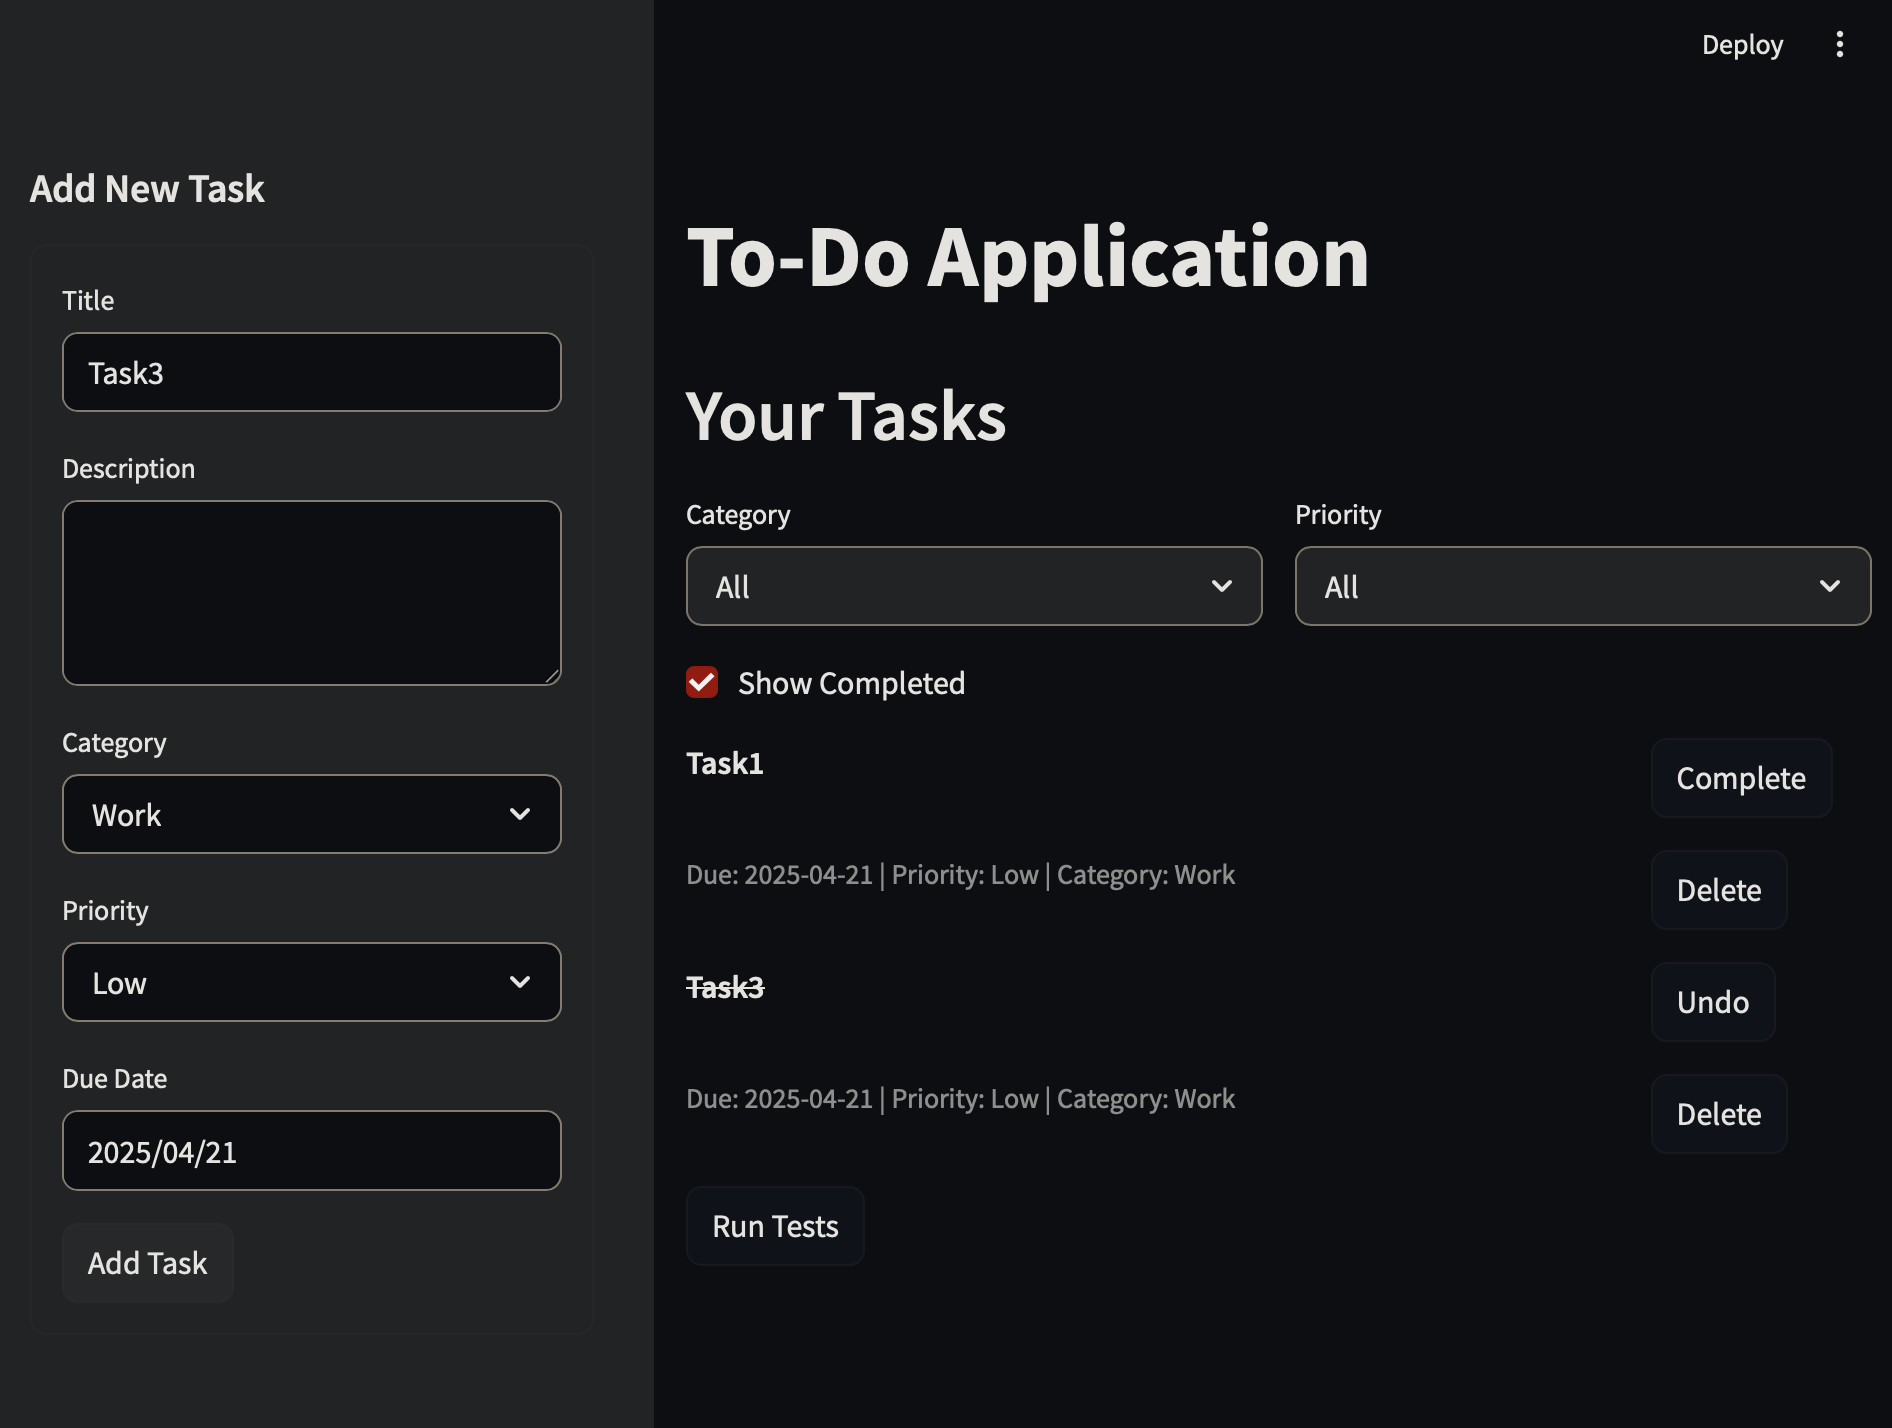 Deploy
Add New Task
Title
Task3
Description
Category
Work
Priority
Low
Due Date
2025/04/21
Add Task
To-Do Application
Your Tasks
Category
Priority
All
All
Show Completed
Task1
Complete
Due: 2025-04-21 | Priority: Low | Category: Work
Delete
Task3
Undo
Due: 2025-04-21 | Priority: Low | Category: Work
Delete
Run Tests